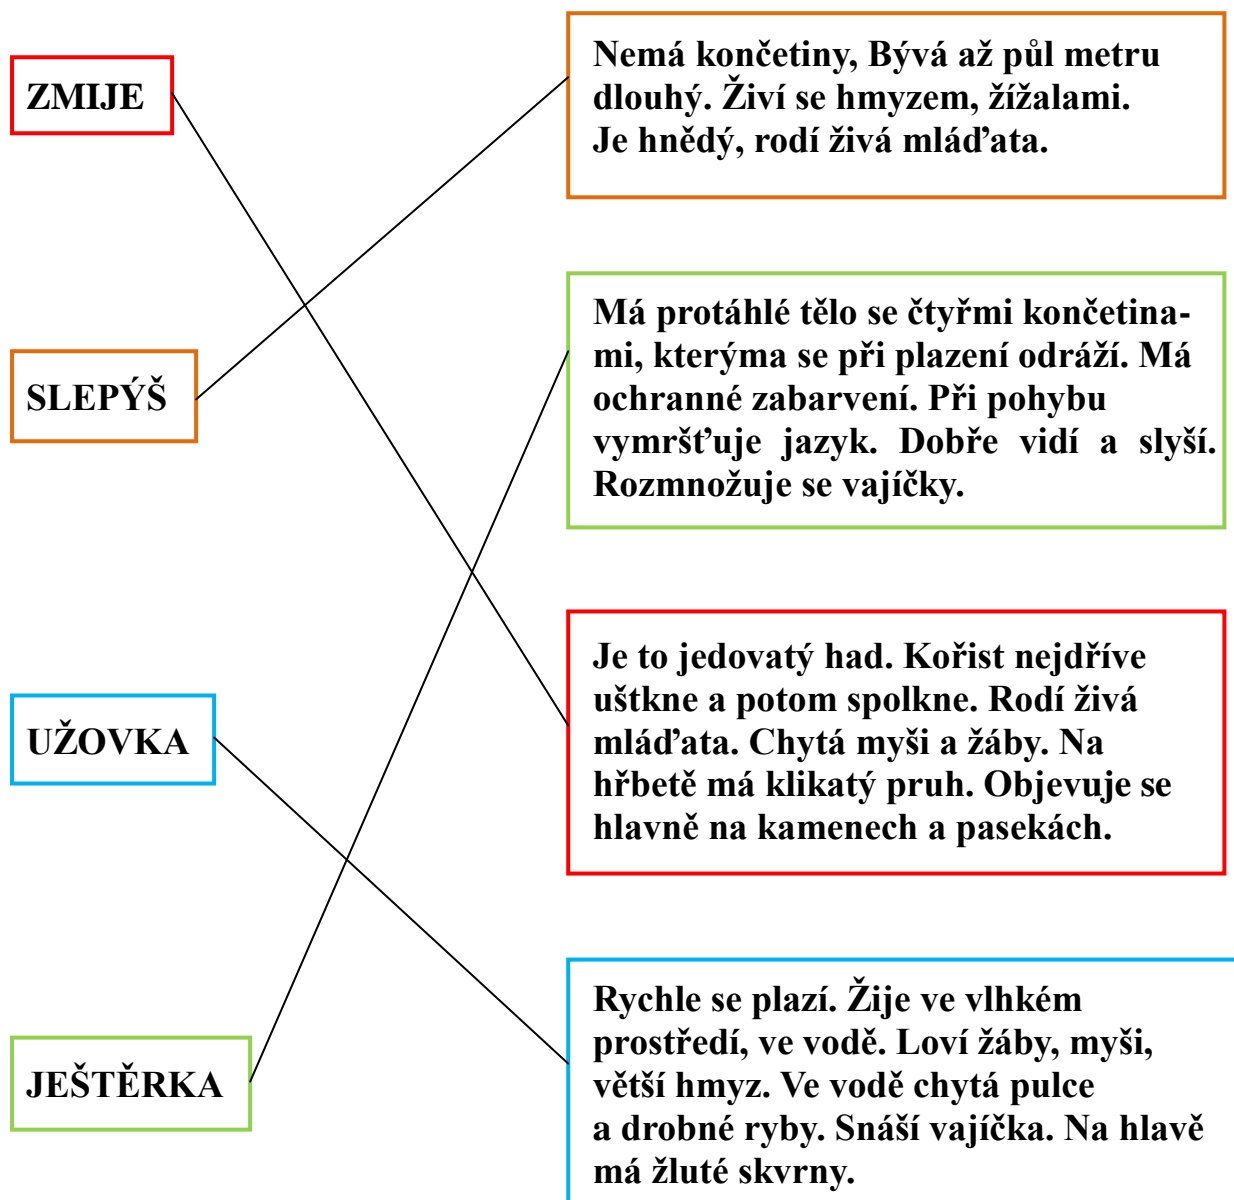 ZMIJE
Nemá končetiny, Bývá až půl metru
dlouhý. Živí se hmyzem, žížalami.
Je hnědý, rodí živá mláďata.
SLEPÝŠ
Má protáhlé tělo se čtyřmi končetina-
mi, kterýma se při plazení odráží. Má
ochranné zabarvení. Při pohybu
vymršťuje jazyk. Dobře vidí a slyší.
Rozmnožuje se vajíčky.
UŽOVKA
Je to jedovatý had. Kořist nejdříve
uštkne a potom spolkne. Rodí živá
mláďata. Chytá myši a žáby. Na
hřbetě má klikatý pruh. Objevuje se
hlavně na kamenech a pasekách.
JEŠTĚRKA
Rychle se plazí. Žije ve vlhkém
prostředí, ve vodě. Loví žáby, myši,
větší hmyz. Ve vodě chytá pulce
a drobné ryby. Snáší vajíčka. Na hlavě
má žluté skvrny.